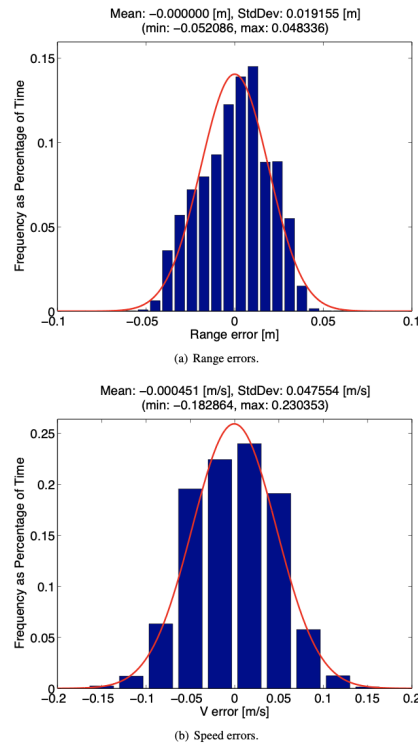 Mean: −0.000000 [m], StdDev: 0.019155 [m]
(min: −0.052086, max: 0.048336)
0.15
0.1
0.05
0
Frequency as Percentage of Time
−0.1
−0.05
0
0.05
0.1
Range error [m]
(a) Range errors.
Mean: −0.000451 [m/s], StdDev: 0.047554 [m/s]
(min: −0.182864, max: 0.230353)
0.25
0.2
0.15
0.1
0.05
0
Frequency as Percentage of Time
−0.2
−0.15
−0.1
−0.05
0
0.05
0.1
0.15
0.2
V error [m/s]
(b) Speed errors.